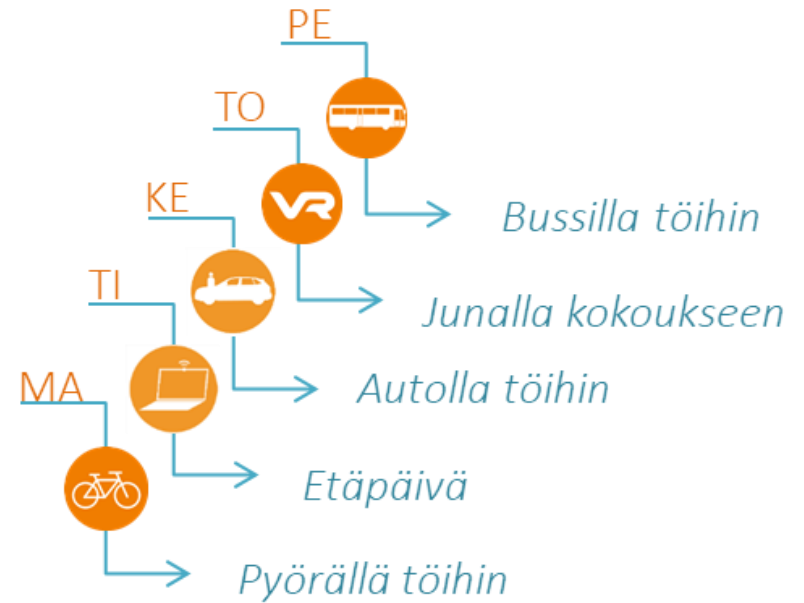 PE
Bussilla töihin
TO
VR
Junalla kokoukseen
KE
Autolla töihin
TI
Etäpäivä
MA
Pyörällä töihin